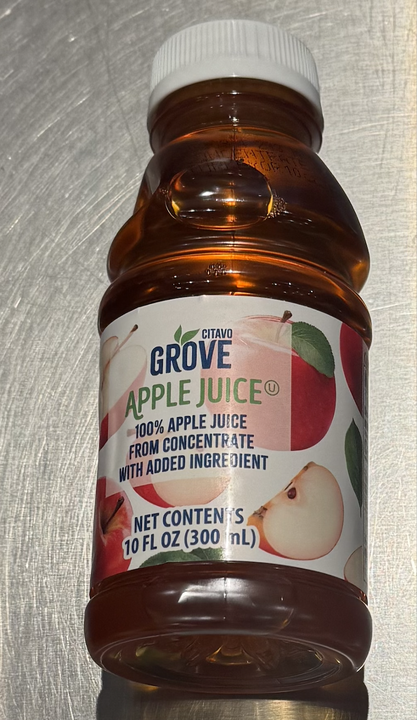 CITAVO
GROVE
APPLE JUICE Ⓤ
100% APPLE JUICE
FROM CONCENTRATE
WITH ADDED INGREDIENT
NET CONTENTS
10 FL OZ (300 mL)